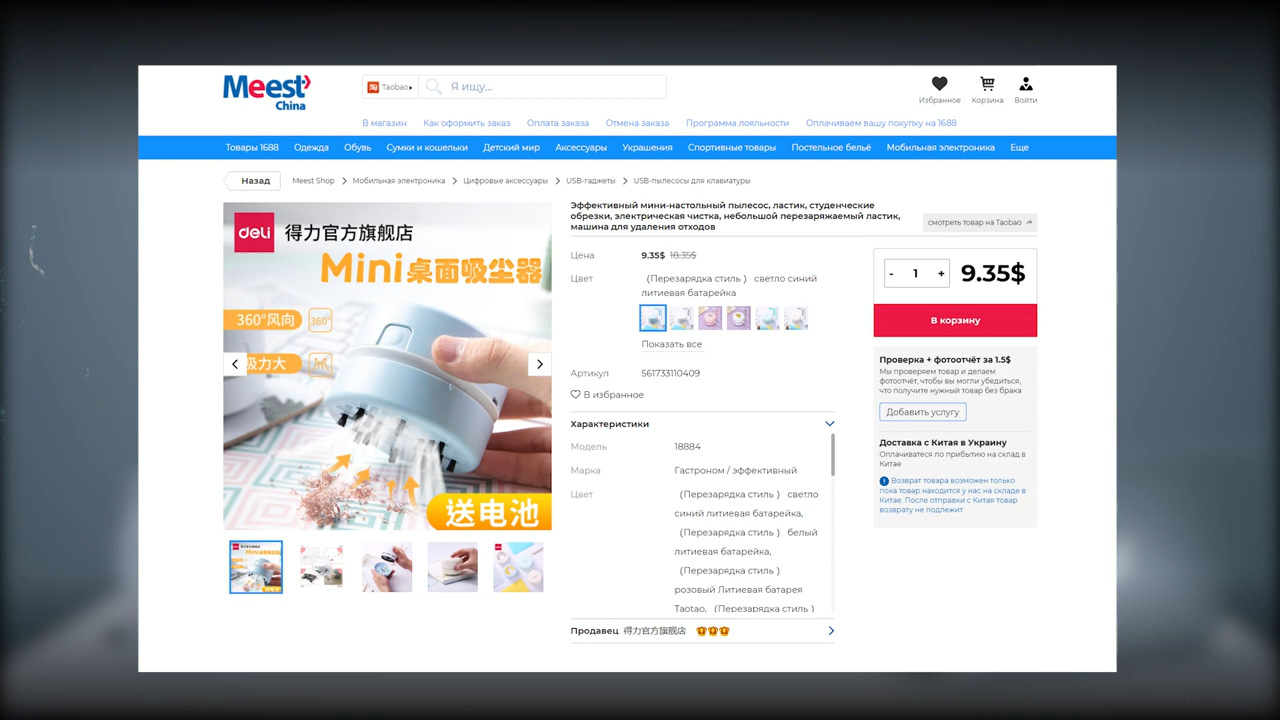 Meest
China
Taobao
Я ищу...
Избранное
Корзина
Войти
В магазин
Как оформить заказ
Оплата заказа
Отмена заказа
Программа лояльности
Оплачиваем вашу покупку на 1688
Товары 1688
Одежда
Обувь
Сумки и кошельки
Детский мир
Аксессуары
Украшения
Спортивные товары
Постельное бельё
Мобильная электроника
Еще
Назад
Meest Shop
Мобильная электроника
Цифровые аксессуары
USB-гаджеты
USB-пылесосы для клавиатуры
deli 得力官方旗舰店
Mini桌面吸尘器
360°风向
360°
吸力大
送电池
Эффективный мини-настольный пылесос, ластик, студенческие
обрезки, электрическая чистка, небольшой перезаряжаемый ластик,
машина для удаления отходов
смотреть товар на Taobao
Цена 9.35$ 18.35$
Цвет (Перезарядка стиль ) светло синий
литиевая батарейка
Показать все
Артикул 561733110409
В избранное
Характеристики
Модель 18884
Марка Гастроном / эффективный
Цвет (Перезарядка стиль ) светло
синий литиевая батарейка,
(Перезарядка стиль ) белый
литиевая батарейка,
(Перезарядка стиль )
розовый Литиевая батарея
Taotao, (Перезарядка стиль )
Продавец 得力官方旗舰店
- 1 + 9.35$
В корзину
Проверка + фотоотчёт за 1.5$
Мы проверяем товар и делаем
фотоотчёт, чтобы вы могли убедиться,
что получите нужный товар без брака
Добавить услугу
Доставка с Китая в Украину
Оплачиватеся по прибытию на склад в
Китае
Возврат товара возможен только
пока товар находится у нас на складе в
Китае. После отправки с Китая товар
возврату не подлежит